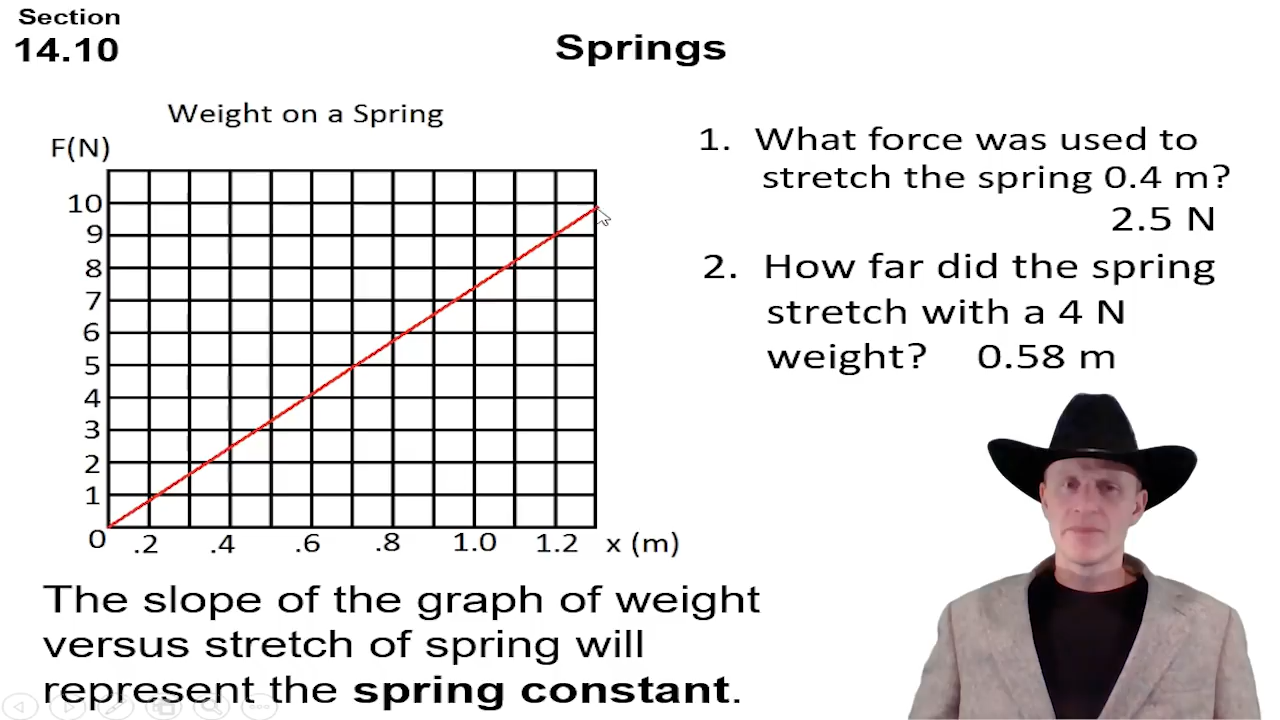 Section
14.10
Springs
Weight on a Spring
F(N)
10
9
8
7
6
5
4
3
2
1
0
.2 .4 .6 .8 1.0 1.2 x (m)
1. What force was used to
stretch the spring 0.4 m?
2.5 N
2. How far did the spring
stretch with a 4 N
weight? 0.58 m
The slope of the graph of weight
versus stretch of spring will
represent the spring constant.